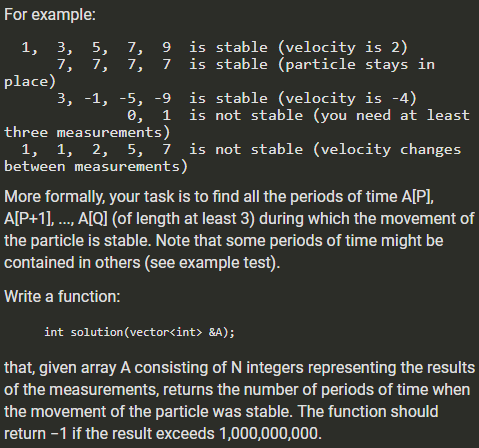 For example:
1, 3, 5, 7, 9 is stable (velocity is 2)
7, 7, 7, 7 is stable (particle stays in
place)
3, -1, -5, -9 is stable (velocity is -4)
0, 1 is not stable (you need at least
three measurements)
1, 1, 2, 5, 7 is not stable (velocity changes
between measurements)
More formally, your task is to find all the periods of time A[P],
A[P+1], ..., A[Q] (of length at least 3) during which the movement of
the particle is stable. Note that some periods of time might be
contained in others (see example test).
Write a function:
int solution(vector<int> &A);
that, given array A consisting of N integers representing the results
of the measurements, returns the number of periods of time when
the movement of the particle was stable. The function should
return −1 if the result exceeds 1,000,000,000.